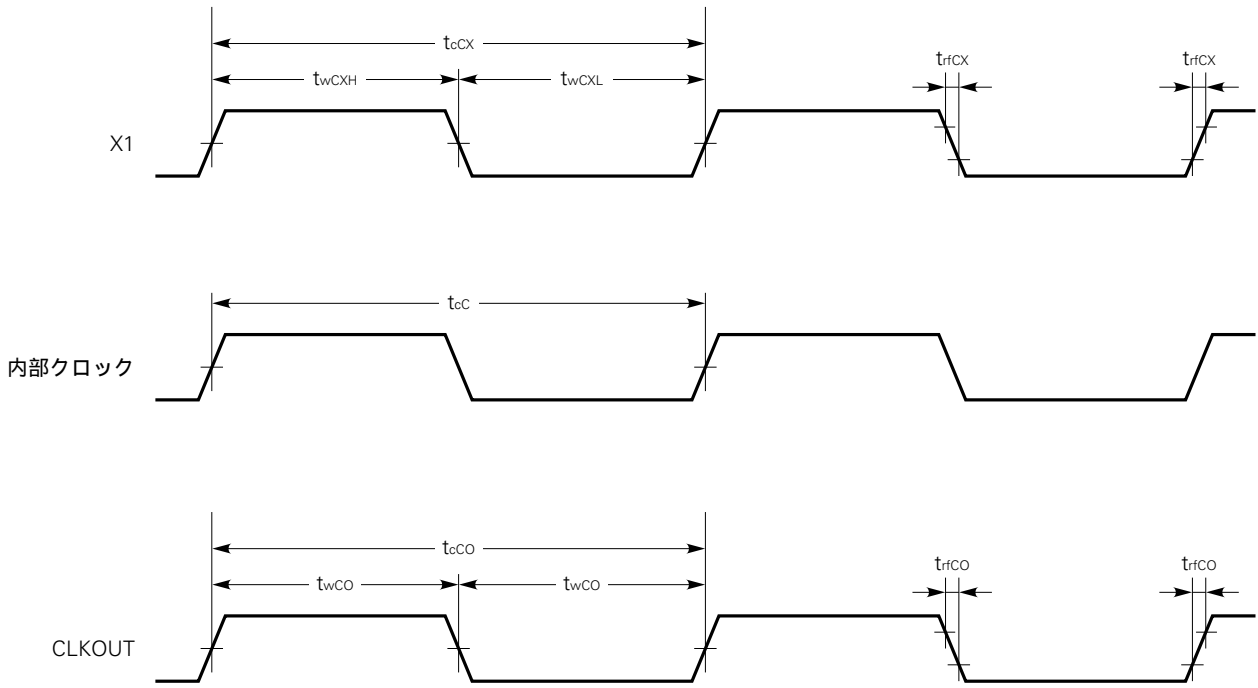 tcCX
twCXH twCXL trfCX trfCX
X1
tcC
内部クロック
tcCO
twCO twCO trfCO trfCO
CLKOUT